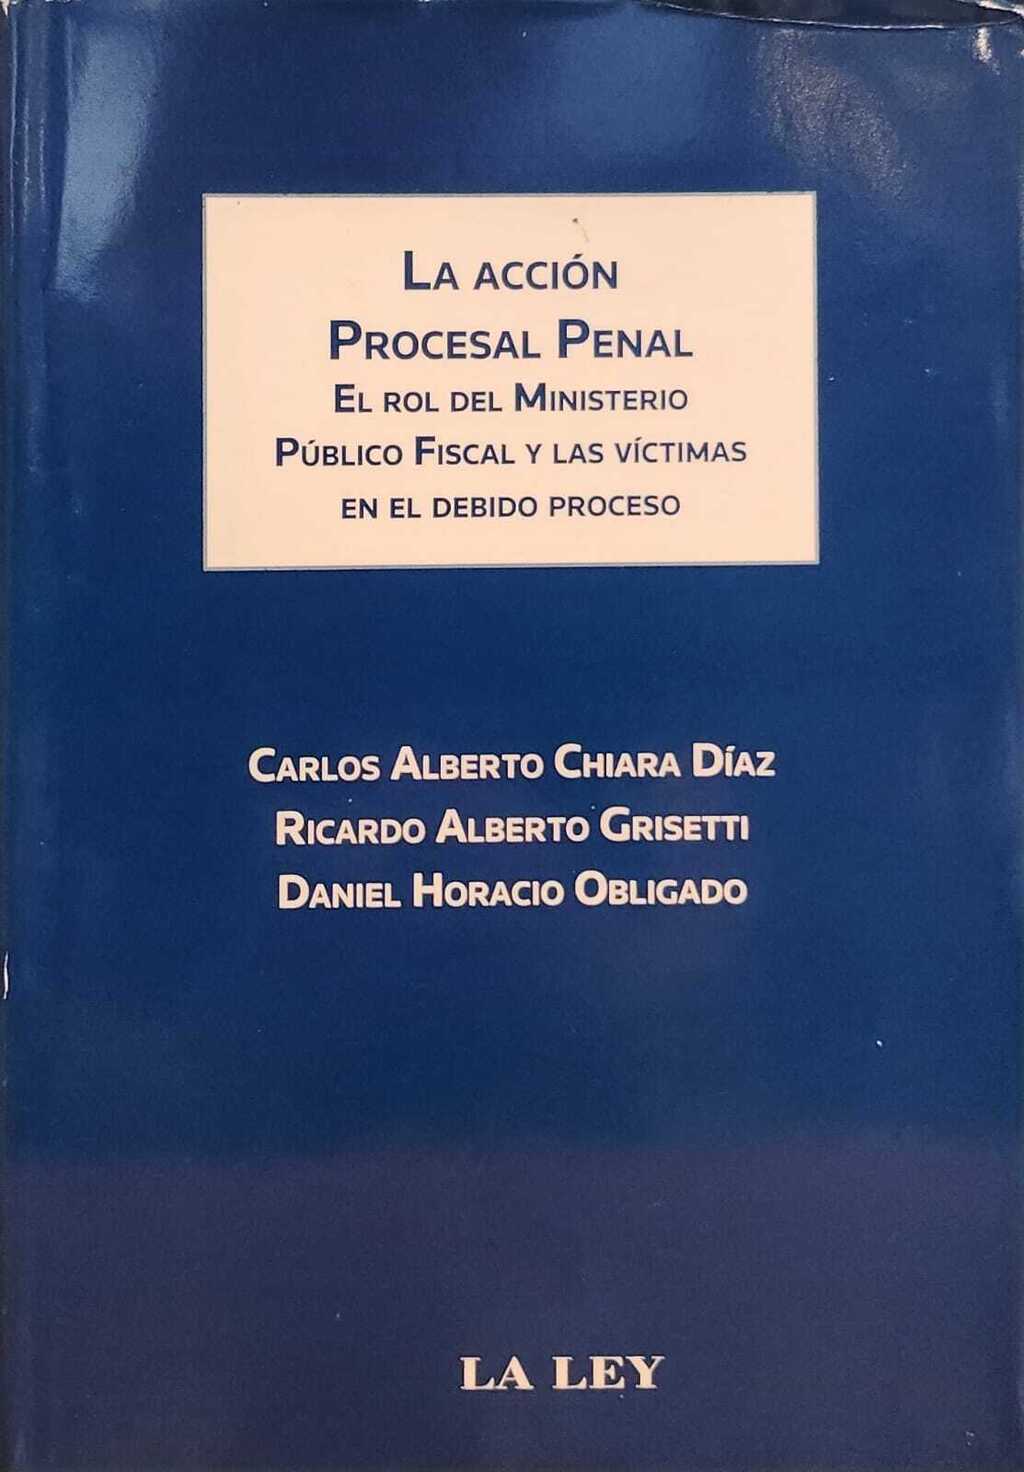 LA ACCIÓN
PROCESAL PENAL
EL ROL DEL MINISTERIO
PÚBLICO FISCAL Y LAS VÍCTIMAS
EN EL DEBIDO PROCESO
CARLOS ALBERTO CHIARA DÍAZ
RICARDO ALBERTO GRISETTI
DANIEL HORACIO OBLIGADO
LA LEY